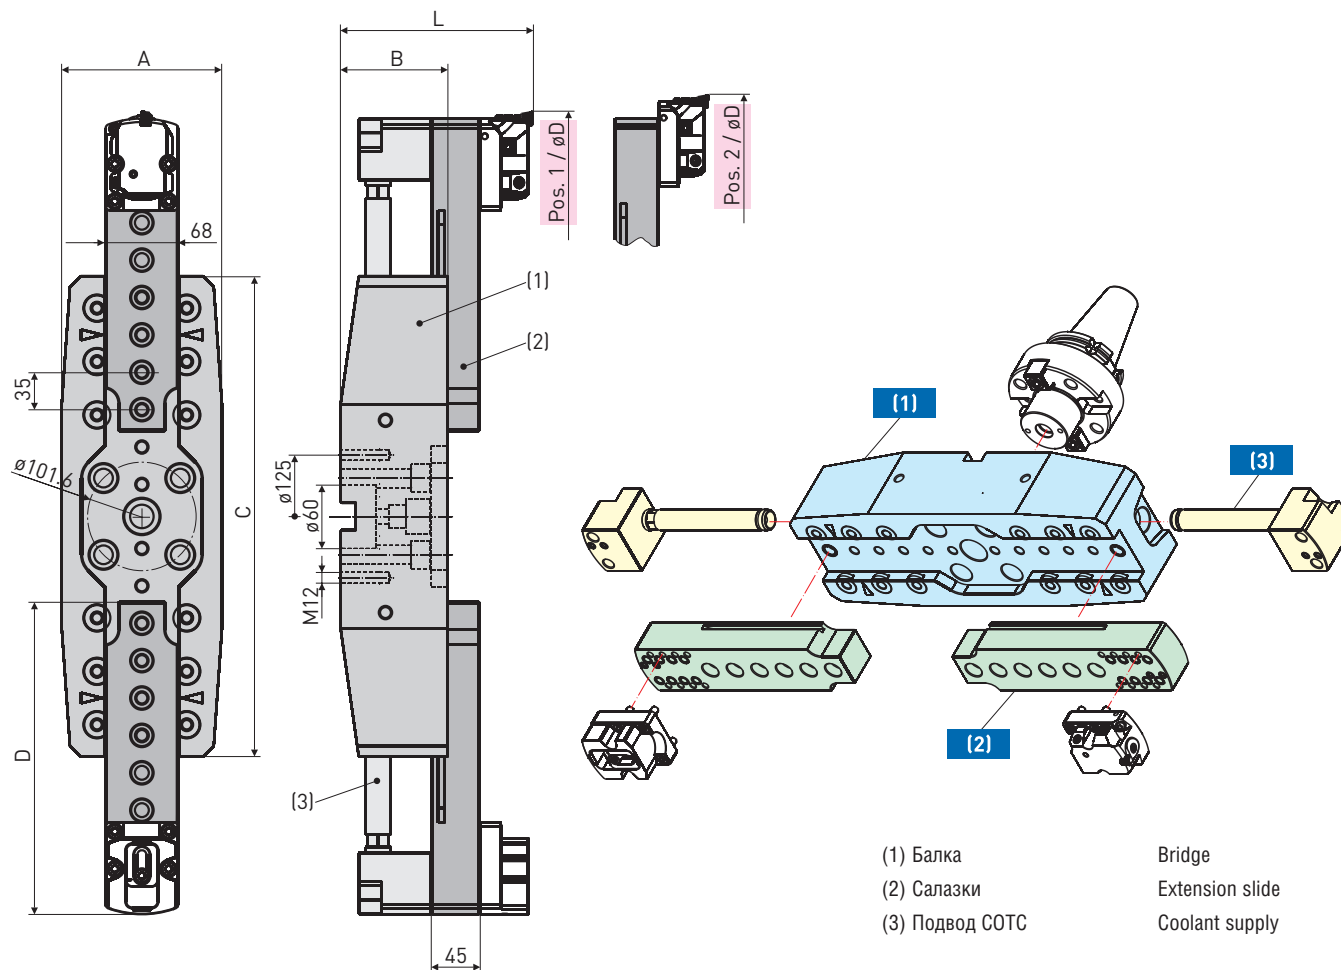 L
A
B
Pos. 1 / øD
Pos. 2 / øD
68
(1)
(2)
35
ø101.6
ø125
ø60
C
M12
(1)
(3)
D
(3)
(2)
45
(1) Балка Bridge
(2) Салазки Extension slide
(3) Подвод СОТС Coolant supply